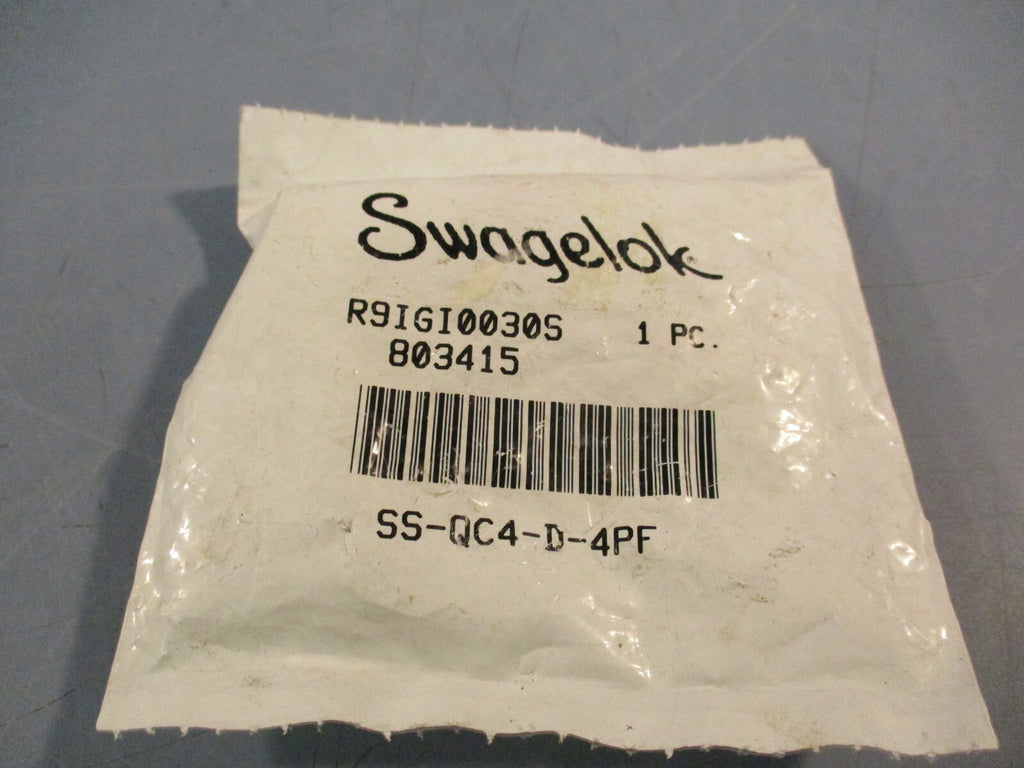 Swagelok
R9IGI0030S 1 PC.
803415
SS-QC4-D-4PF